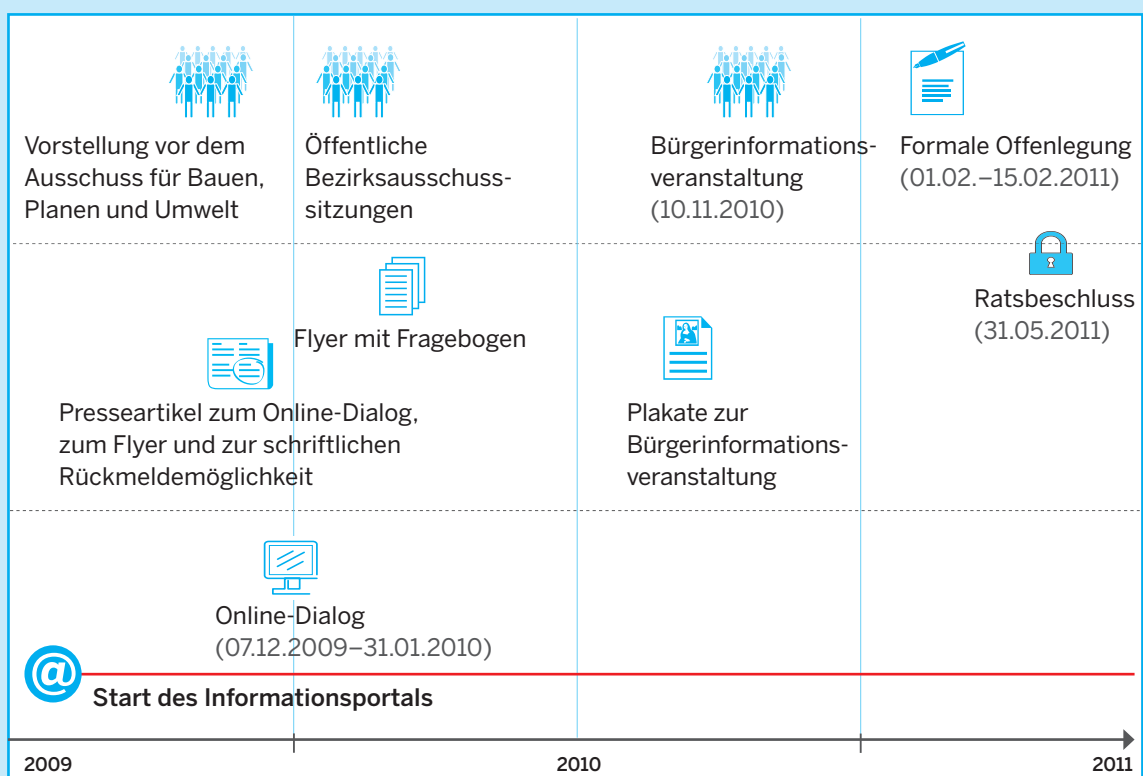 Vorstellung vor dem
Ausschuss für Bauen,
Planen und Umwelt
Öffentliche
Bezirksausschuss-
sitzungen
Bürgerinformations-
veranstaltung
(10.11.2010)
Formale Offenlegung
(01.02.–15.02.2011)
Ratsbeschluss
(31.05.2011)
Flyer mit Fragebogen
Presseartikel zum Online-Dialog,
zum Flyer und zur schriftlichen
Rückmeldemöglichkeit
Plakate zur
Bürgerinformations-
veranstaltung
Online-Dialog
(07.12.2009–31.01.2010)
@
Start des Informationsportals
2009
2010
2011